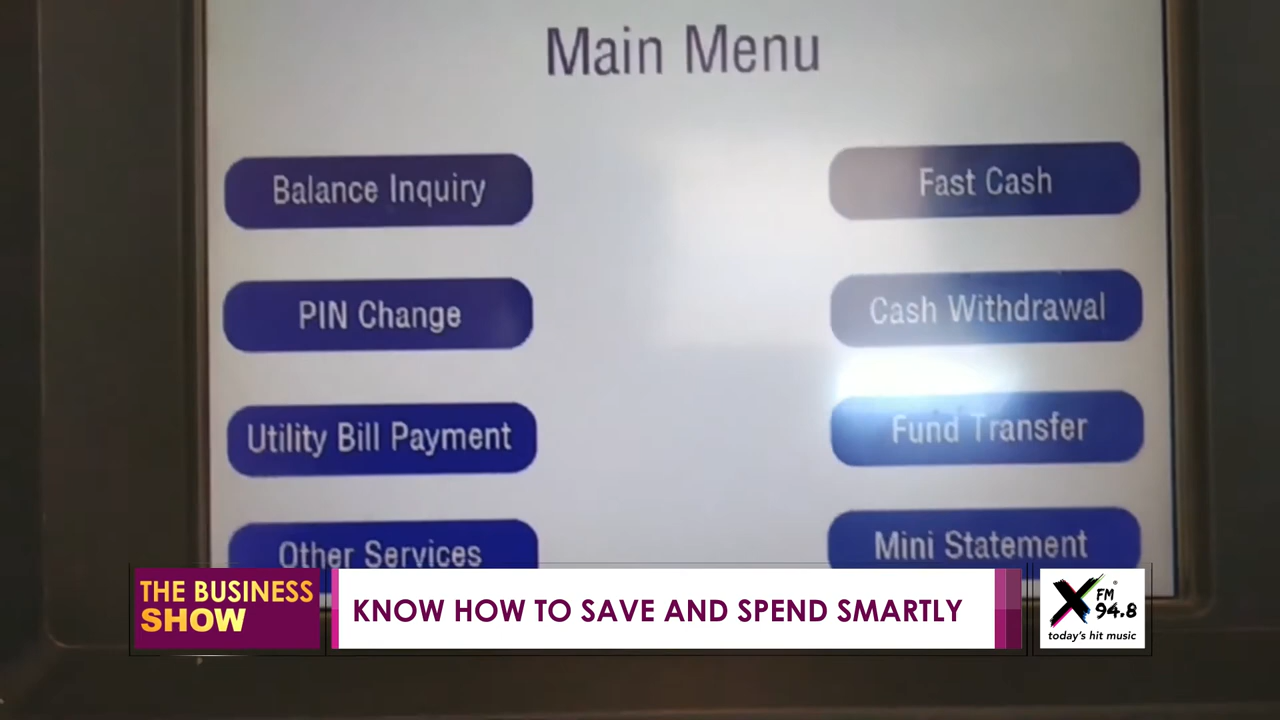 Main Menu
Balance Inquiry
Fast Cash
PIN Change
Cash Withdrawal
Utility Bill Payment
Fund Transfer
Other Services
Mini Statement
THE BUSINESS
SHOW
KNOW HOW TO SAVE AND SPEND SMARTLY
X FM
94.8
today's hit music